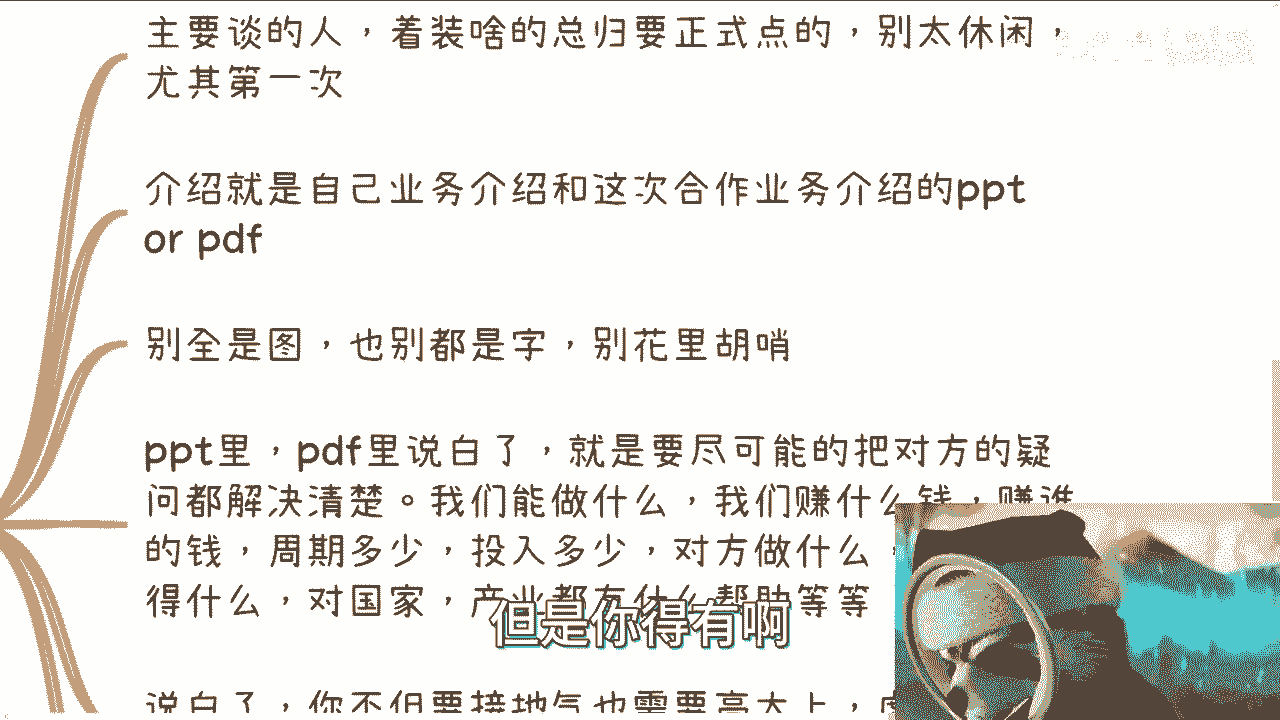 主要谈的人，着装啥的总归要正式点的，别太休闲，
尤其第一次
介绍就是自己业务介绍和这次合作业务介绍的ppt
or pdf
别全是图，也别都是字，别花里胡哨
ppt里，pdf里说白了，就是要尽可能的把对方的疑
问都解决清楚。我们能做什么，我们赚什么钱，赚谁
的钱，周期多少，投入多少，对方做什么，
得什么，对国家，产业都有什么帮助等等
但是你得有啊
说白了，你不但要接地气也需要高大上，